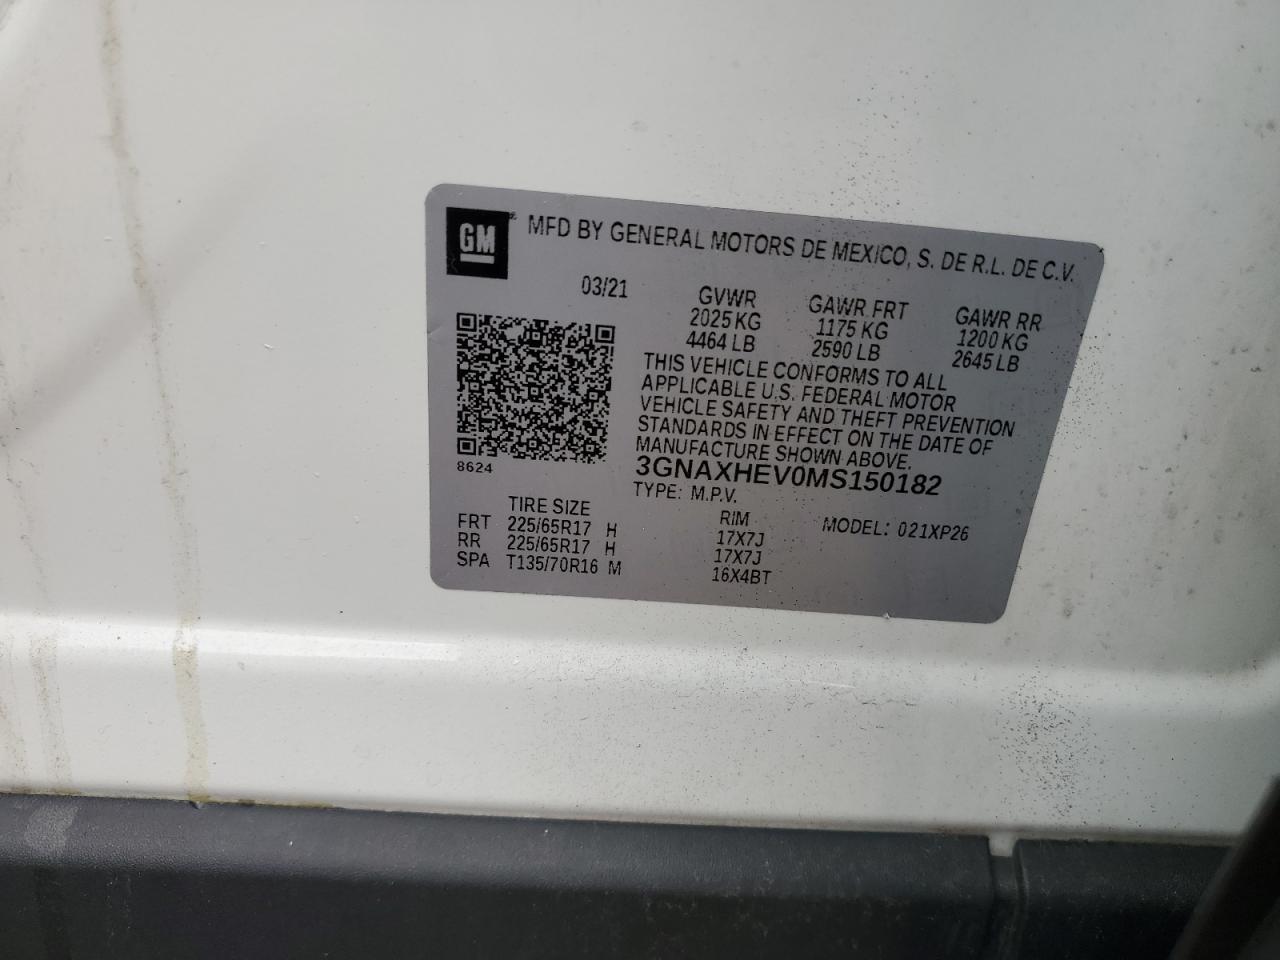 GM
MFD BY GENERAL MOTORS DE MEXICO, S. DE R.L. DE C.V.
03/21
GVWR GAWR FRT GAWR RR
2025 KG 1175 KG 1200 KG
4464 LB 2590 LB 2645 LB
THIS VEHICLE CONFORMS TO ALL
APPLICABLE U.S. FEDERAL MOTOR
VEHICLE SAFETY AND THEFT PREVENTION
STANDARDS IN EFFECT ON THE DATE OF
MANUFACTURE SHOWN ABOVE.
8624
3GNAXHEV0MS150182
TYPE: M.P.V.
MODEL: 021XP26
TIRE SIZE RIM
FRT 225/65R17 H 17X7J
RR 225/65R17 H 17X7J
SPA T135/70R16 M 16X4BT